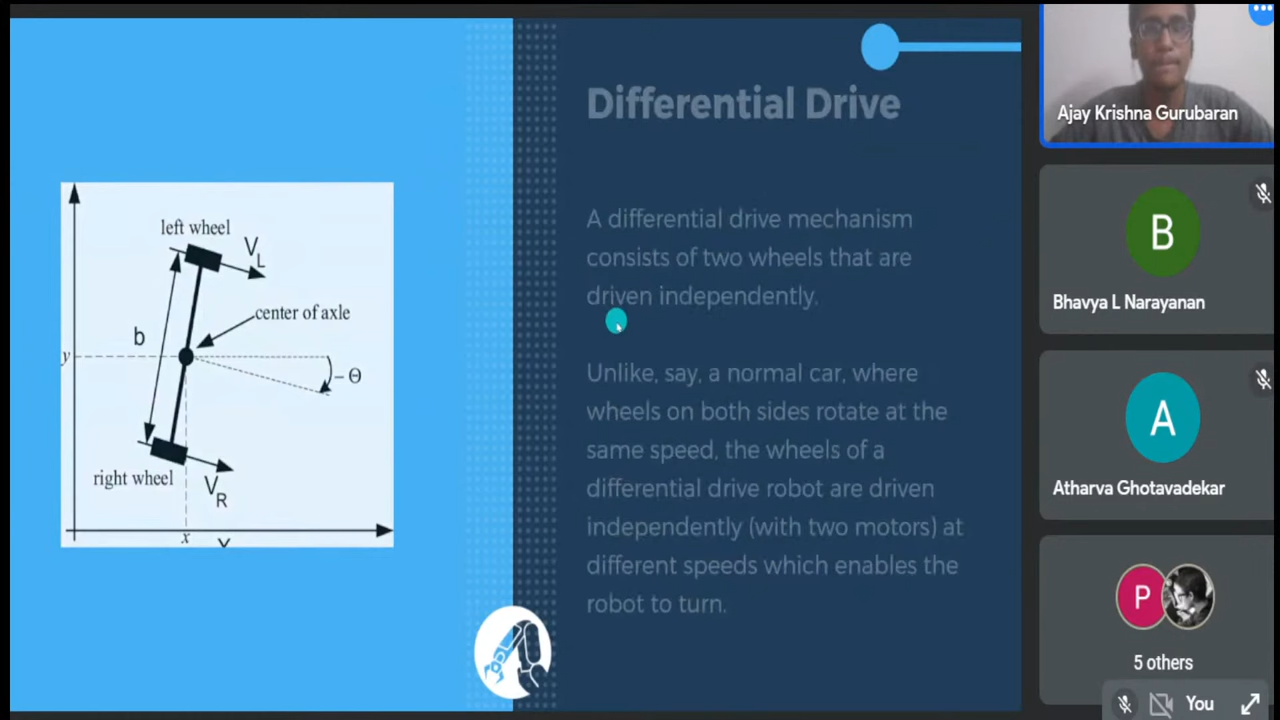 Differential Drive
A differential drive mechanism
consists of two wheels that are
driven independently.
Unlike, say, a normal car, where
wheels on both sides rotate at the
same speed, the wheels of a
differential drive robot are driven
independently (with two motors) at
different speeds which enables the
robot to turn.
left wheel
V_L
center of axle
b
y
– Θ
right wheel
V_R
x
Ajay Krishna Gurubaran
B
Bhavya L Narayanan
A
Atharva Ghotavadekar
P
5 others
You